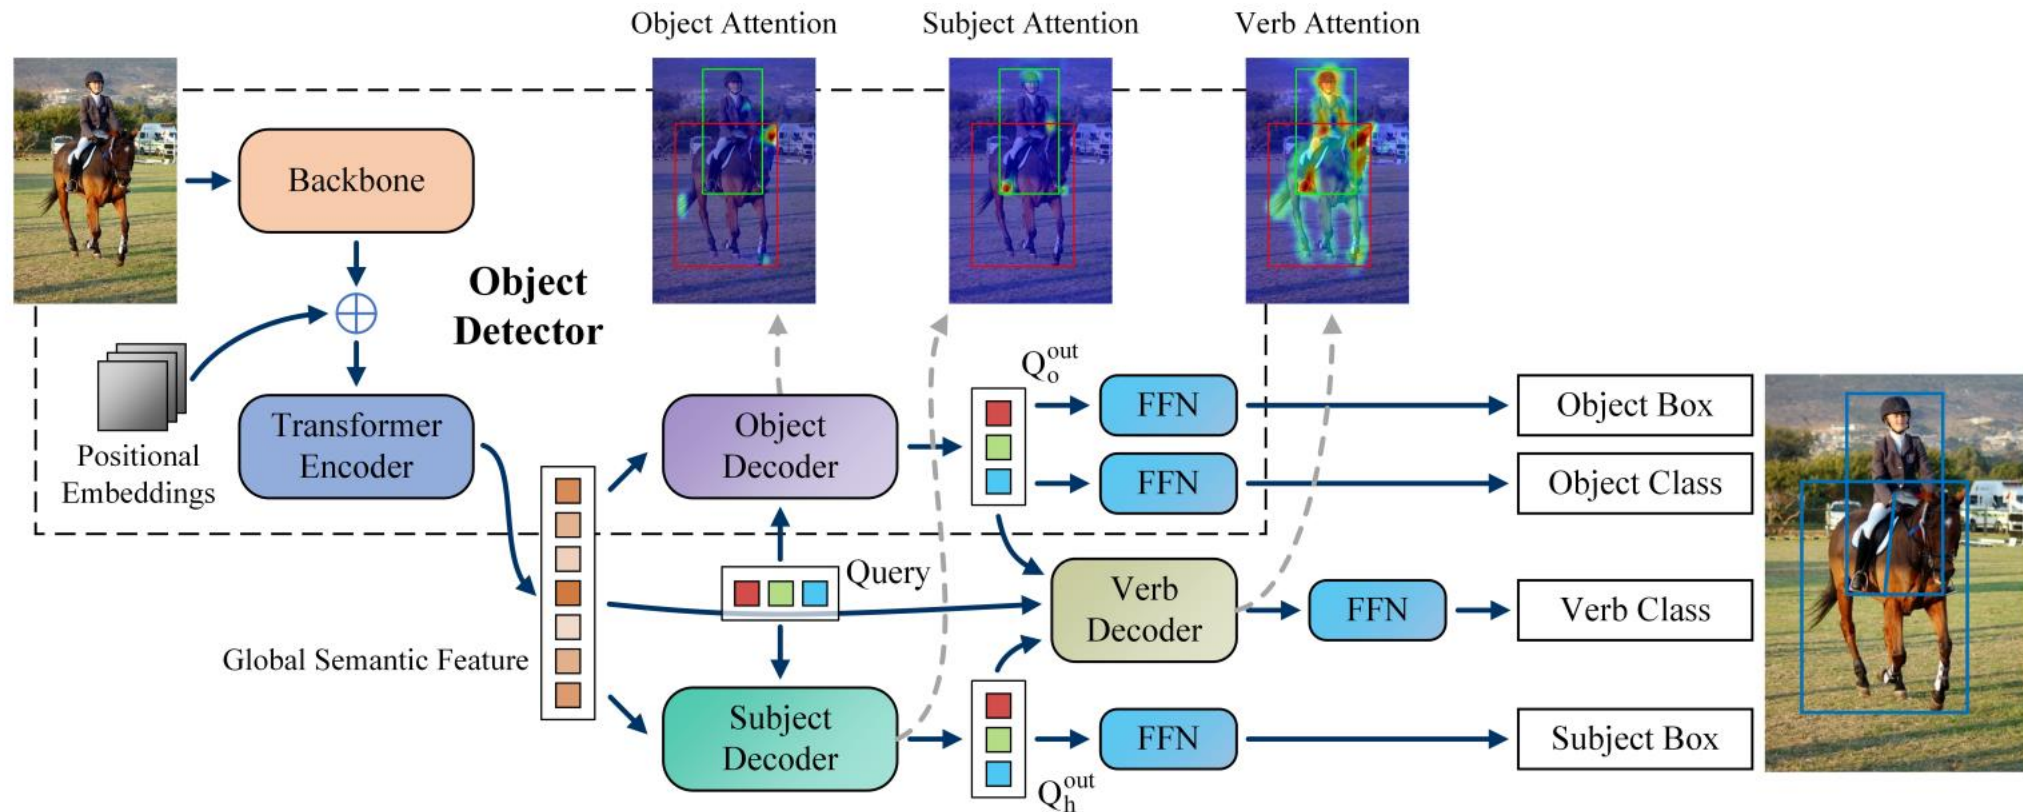 Object Attention
Subject Attention
Verb Attention
Backbone
Object
Detector
Positional
Embeddings
Transformer
Encoder
Object
Decoder
Q_o^out
FFN
Object Box
FFN
Object Class
Query
Verb
Decoder
FFN
Verb Class
Global Semantic Feature
Subject
Decoder
Q_h^out
FFN
Subject Box